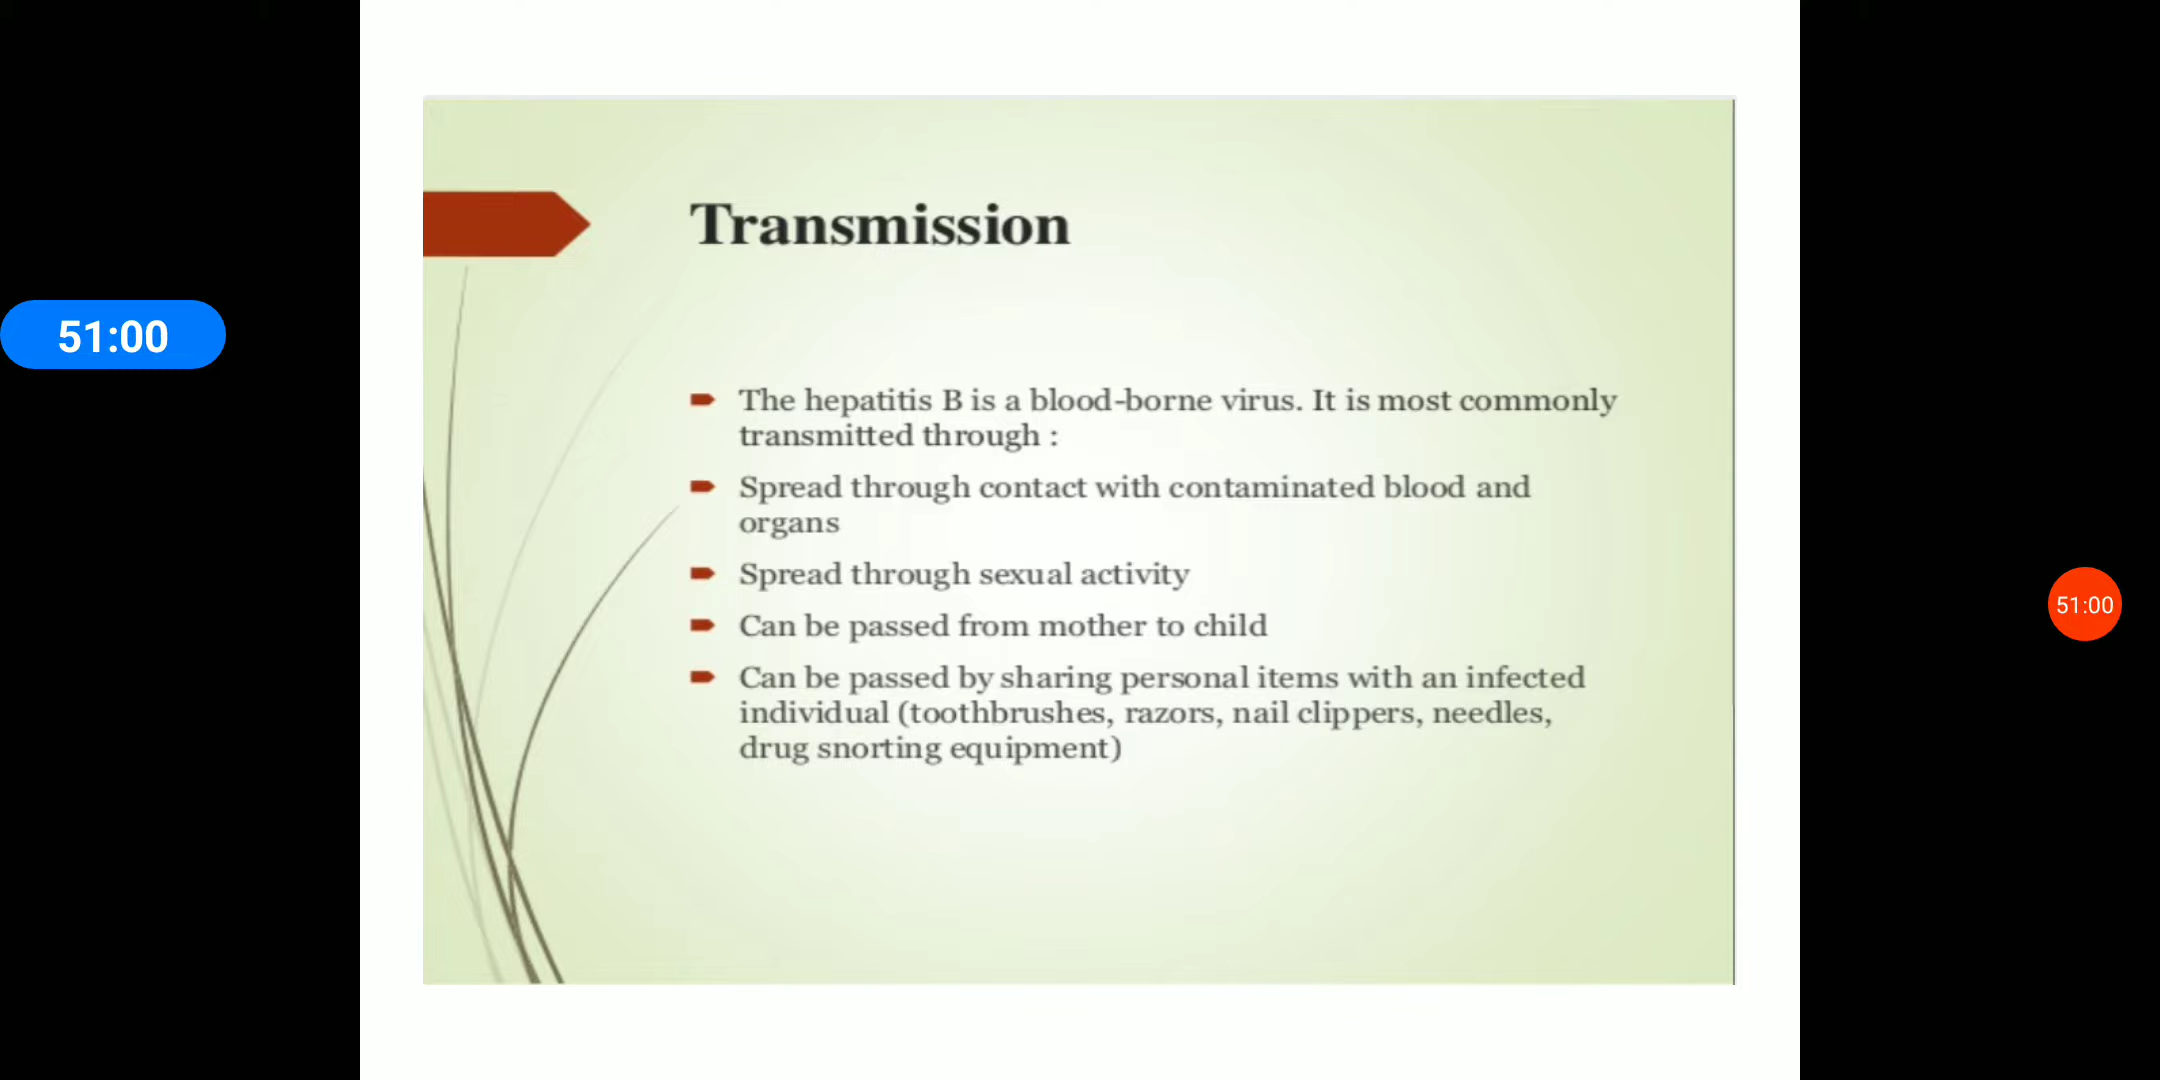 Transmission
51:00
The hepatitis B is a blood-borne virus. It is most commonly
transmitted through :
Spread through contact with contaminated blood and
organs
Spread through sexual activity
51:00
Can be passed from mother to child
Can be passed by sharing personal items with an infected
individual (toothbrushes, razors, nail clippers, needles,
drug snorting equipment)